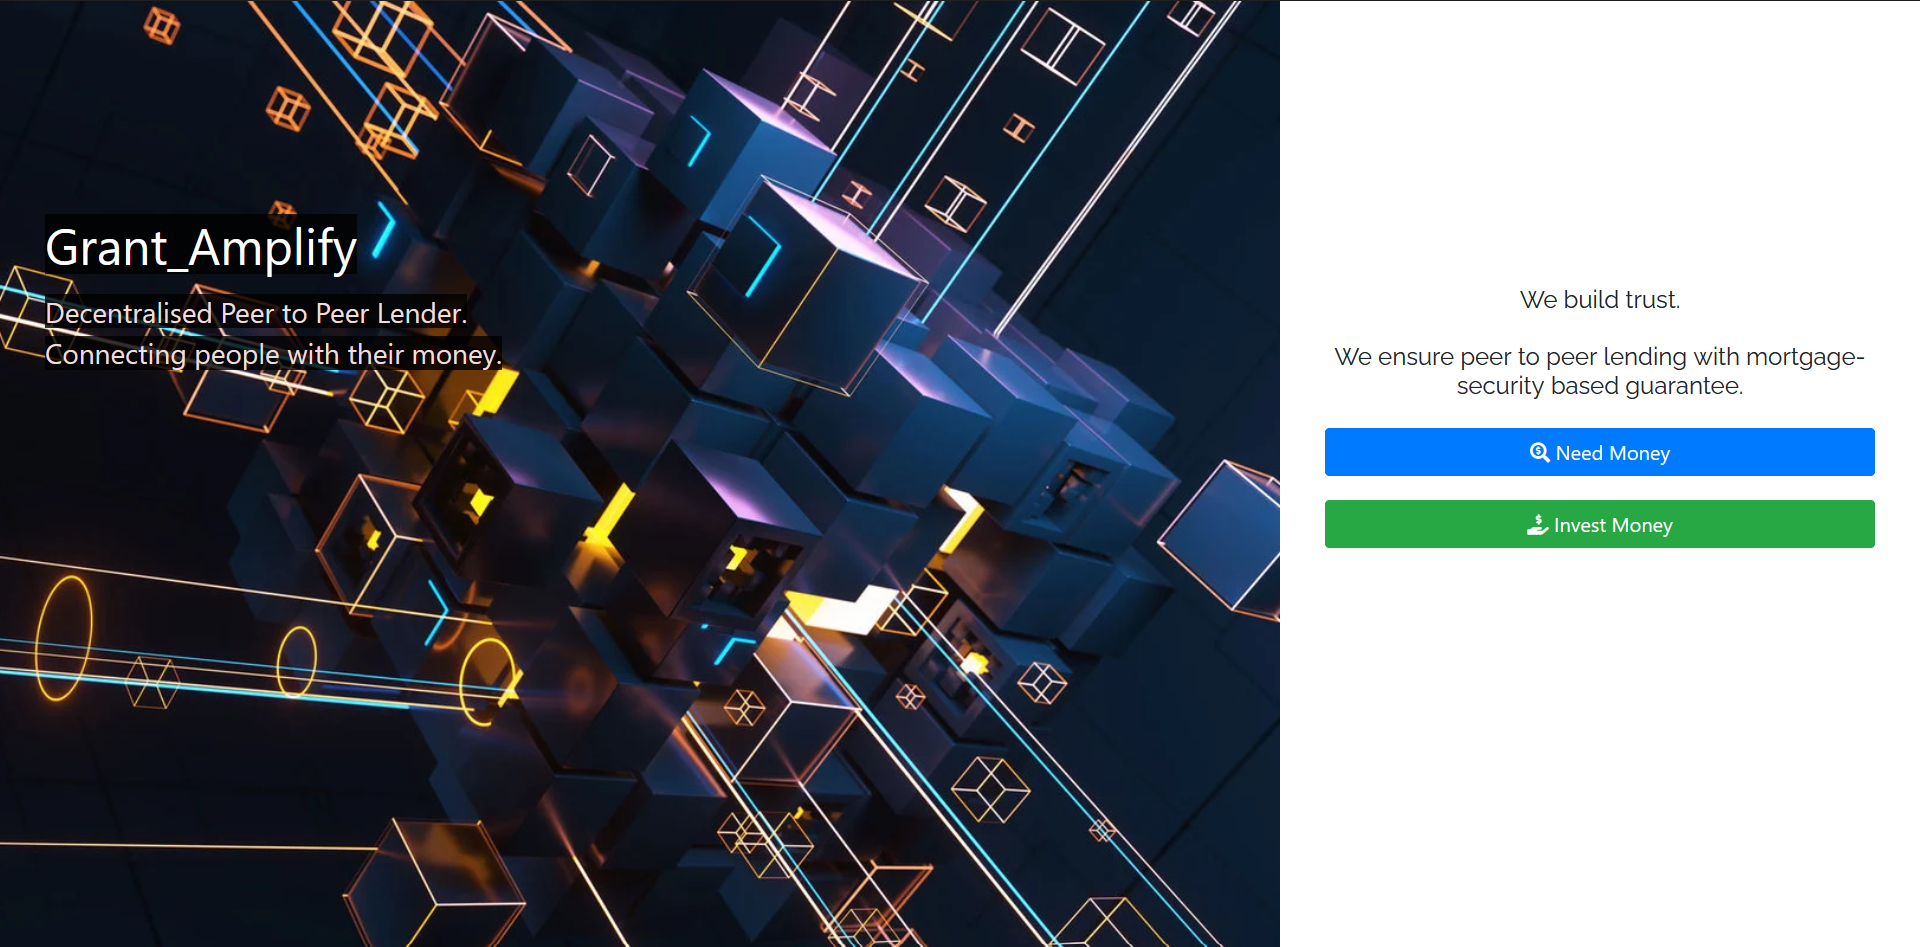 Grant_Amplify
Decentralised Peer to Peer Lender.
Connecting people with their money.
We build trust.
We ensure peer to peer lending with mortgage-
security based guarantee.
Need Money
Invest Money